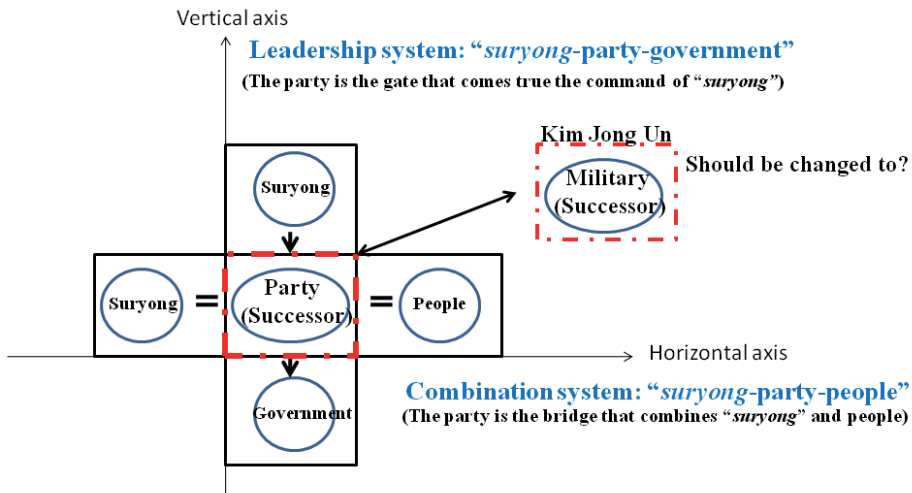 Vertical axis
Leadership system: “suryong-party-government”
(The party is the gate that comes true the command of “suryong”)
Kim Jong Un
Should be changed to?
Military
(Successor)
Suryong
Suryong
=
Party
(Successor)
=
People
Horizontal axis
Government
Combination system: “suryong-party-people”
(The party is the bridge that combines “suryong” and people)